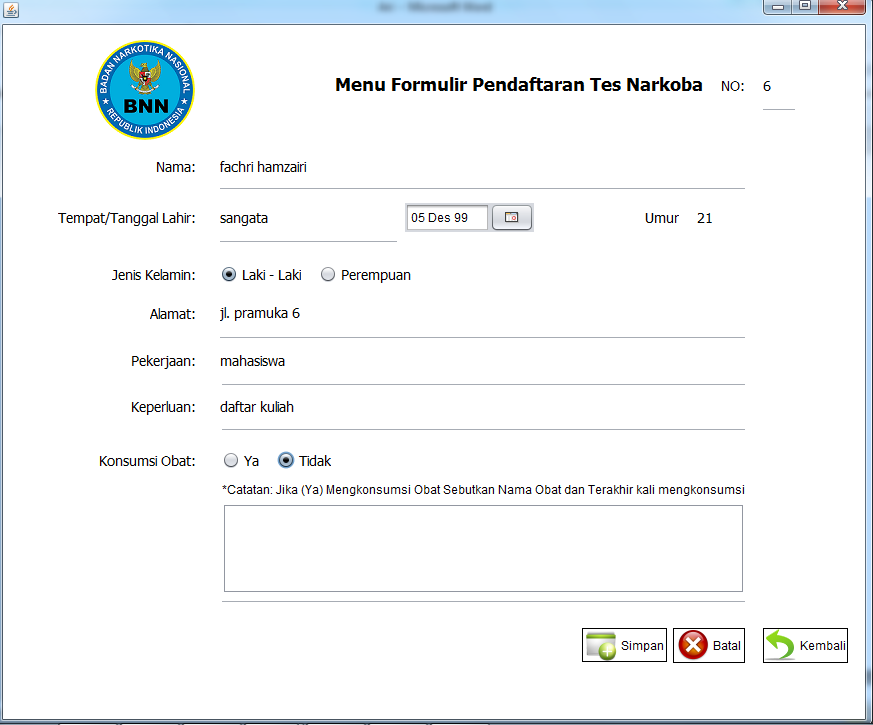 BADAN NARKOTIKA NASIONAL
BNN
REPUBLIK INDONESIA
Menu Formulir Pendaftaran Tes Narkoba NO: 6
Nama: fachri hamzairi
Tempat/Tanggal Lahir: sangata 05 Des 99 Umur 21
Jenis Kelamin: Laki - Laki Perempuan
Alamat: jl. pramuka 6
Pekerjaan: mahasiswa
Keperluan: daftar kuliah
Konsumsi Obat: Ya Tidak
*Catatan: Jika (Ya) Mengkonsumsi Obat Sebutkan Nama Obat dan Terakhir kali mengkonsumsi
Simpan Batal Kembali